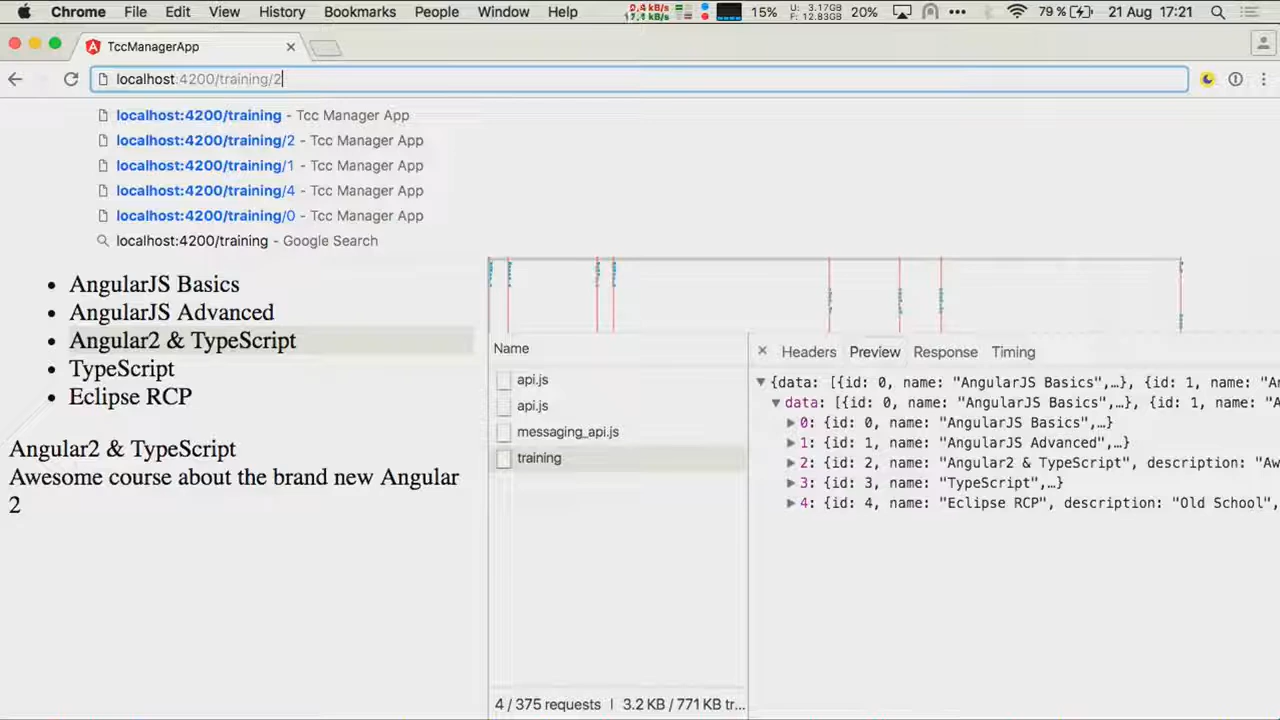 Chrome File Edit View History Bookmarks People Window Help 15% U: 3.17GB F: 12.83GB 20% 79 % 21 Aug 17:21
TccManagerApp
localhost:4200/training/2
localhost:4200/training - Tcc Manager App
localhost:4200/training/2 - Tcc Manager App
localhost:4200/training/1 - Tcc Manager App
localhost:4200/training/4 - Tcc Manager App
localhost:4200/training/0 - Tcc Manager App
localhost:4200/training - Google Search
• AngularJS Basics
• AngularJS Advanced
• Angular2 & TypeScript
• TypeScript
• Eclipse RCP
Angular2 & TypeScript
Awesome course about the brand new Angular
2
Name
api.js
api.js
messaging_api.js
training
4 / 375 requests | 3.2 KB / 771 KB tr...
× Headers Preview Response Timing
▼{data: [{id: 0, name: "AngularJS Basics",…}, {id: 1, name: "An
▼data: [{id: 0, name: "AngularJS Basics",…}, {id: 1, name: "A
▶0: {id: 0, name: "AngularJS Basics",…}
▶1: {id: 1, name: "AngularJS Advanced",…}
▶2: {id: 2, name: "Angular2 & TypeScript", description: "Aw
▶3: {id: 3, name: "TypeScript",…}
▶4: {id: 4, name: "Eclipse RCP", description: "Old School",